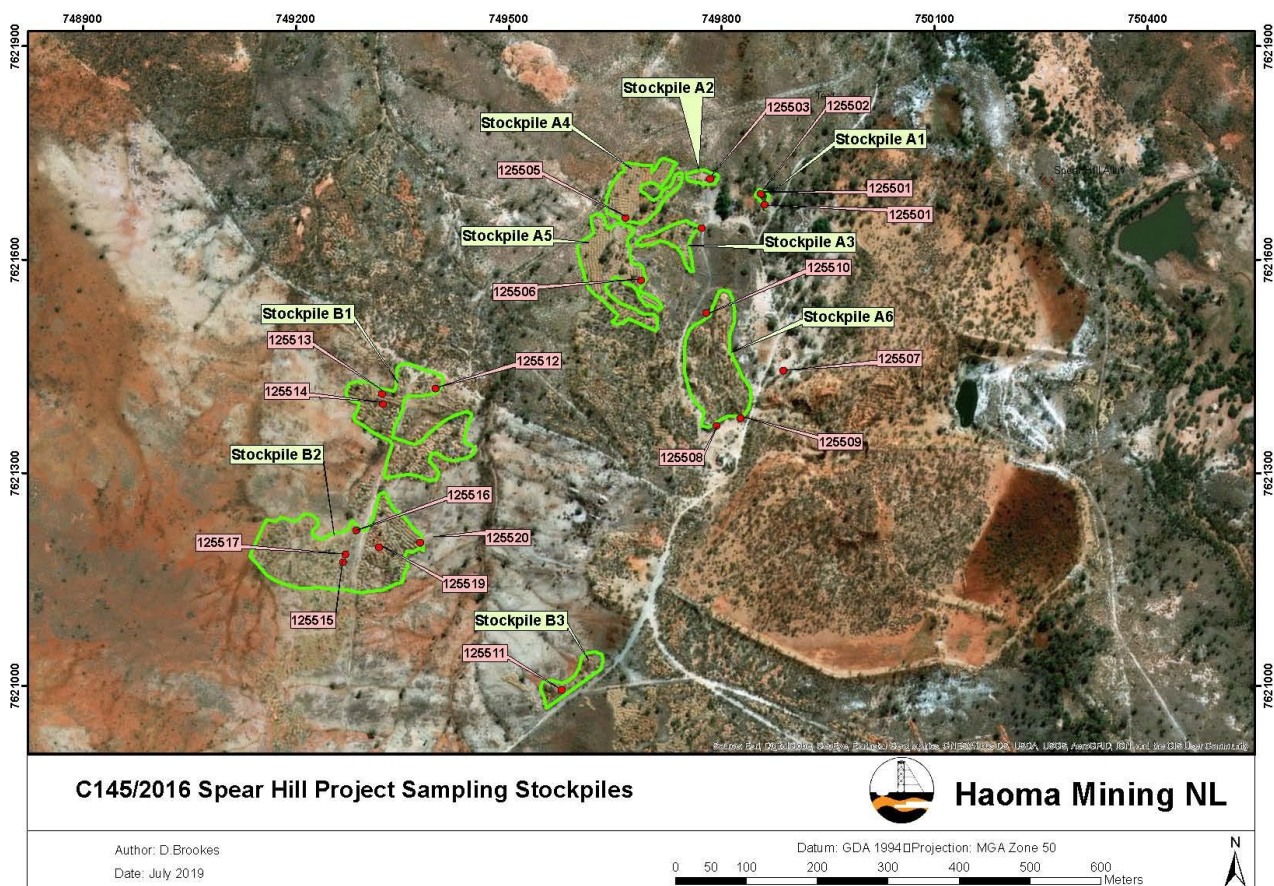 748900 749200 749500 749800 750100 750400
7621900 7621900
Stockpile A2
125503
125502
Stockpile A4
Stockpile A1
125505
125501
125501
Stockpile A5
Stockpile A3
7621600 7621600
125510
125506
Stockpile B1
Stockpile A6
125513
125512
125507
125514
125509
Stockpile B2
125508
7621300 7621300
125516
125517
125520
125519
125515
Stockpile B3
125511
7621000 7621000
C145/2016 Spear Hill Project Sampling Stockpiles
Haoma Mining NL
Author: D.Brookes
Date: July 2019
Datum: GDA 1994□Projection: MGA Zone 50
N
0 50 100 200 300 400 500 600
Meters